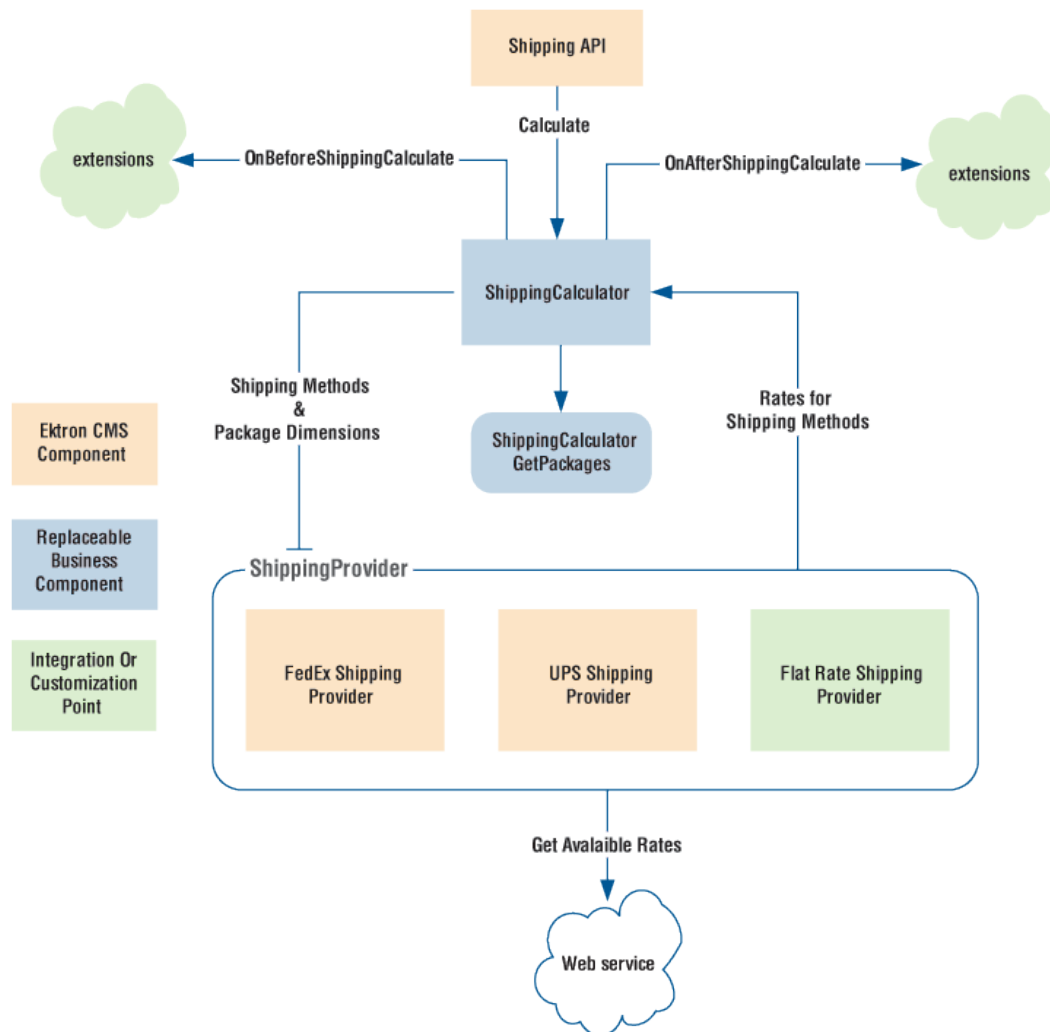 Shipping API
Calculate
extensions
OnBeforeShippingCalculate
OnAfterShippingCalculate
extensions
ShippingCalculator
Shipping Methods
&
Package Dimensions
Rates for
Shipping Methods
Ektron CMS
Component
ShippingCalculator
GetPackages
Replaceable
Business
Component
ShippingProvider
Integration Or
Customization
Point
FedEx Shipping
Provider
UPS Shipping
Provider
Flat Rate Shipping
Provider
Get Avalaible Rates
Web service